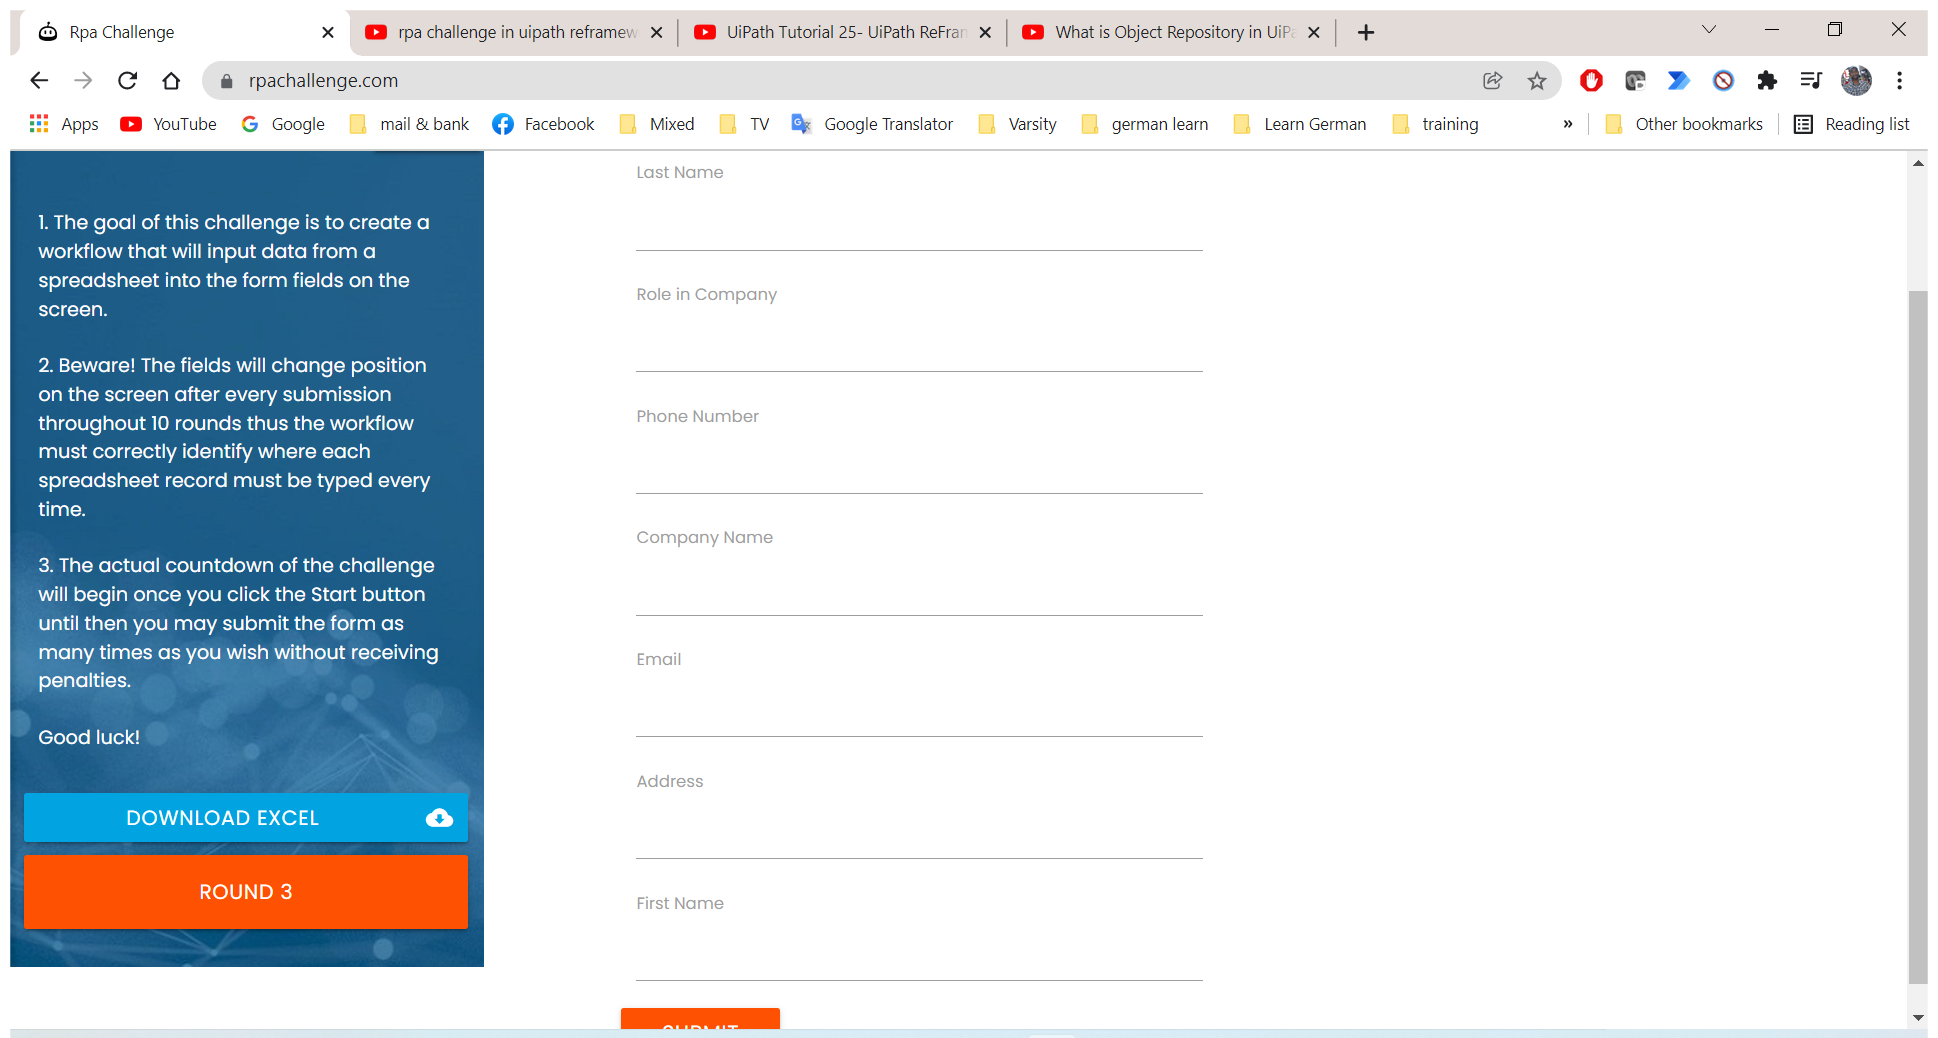 Rpa Challenge
rpa challenge in uipath reframew
UiPath Tutorial 25- UiPath ReFran
What is Object Repository in UiPa
rpachallenge.com
Apps
YouTube
Google
mail & bank
Facebook
Mixed
TV
Google Translator
Varsity
german learn
Learn German
training
»
Other bookmarks
Reading list
1. The goal of this challenge is to create a
workflow that will input data from a
spreadsheet into the form fields on the
screen.
2. Beware! The fields will change position
on the screen after every submission
throughout 10 rounds thus the workflow
must correctly identify where each
spreadsheet record must be typed every
time.
3. The actual countdown of the challenge
will begin once you click the Start button
until then you may submit the form as
many times as you wish without receiving
penalties.
Good luck!
DOWNLOAD EXCEL
ROUND 3
Last Name
Role in Company
Phone Number
Company Name
Email
Address
First Name
SUBMIT